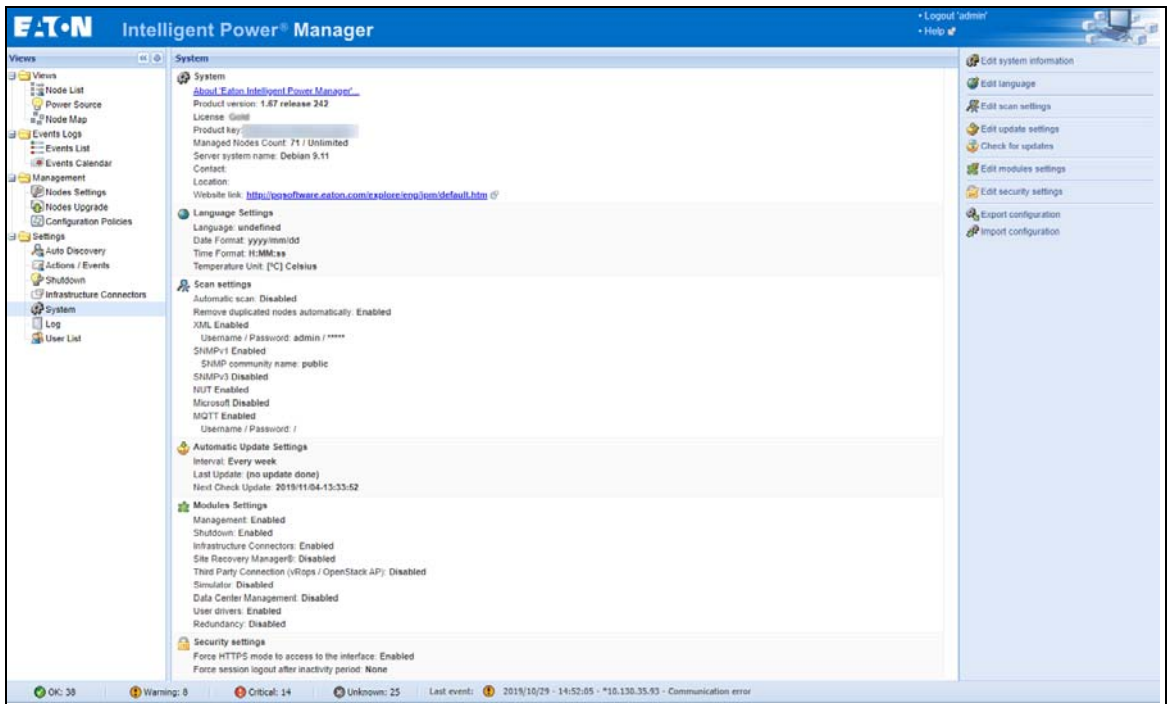 EATON
Intelligent Power® Manager
• Logout 'admin'
• Help
Views
Views
Node List
Power Source
Node Map
Events Logs
Events List
Events Calendar
Management
Nodes Settings
Nodes Upgrade
Configuration Policies
Settings
Auto Discovery
Actions / Events
Shutdown
Infrastructure Connectors
System
Log
User List
System
System
About 'Eaton Intelligent Power Manager'...
Product version: 1.67 release 242
License: Gold
Product key:
Managed Nodes Count: 71 / Unlimited
Server system name: Debian 9.11
Contact:
Location:
Website link: http://pqsoftware.eaton.com/explore/eng/ipm/default.htm
Language Settings
Language: undefined
Date Format: yyyy/mm/dd
Time Format: H:MM:ss
Temperature Unit: [°C] Celsius
Scan settings
Automatic scan: Disabled
Remove duplicated nodes automatically: Enabled
XML Enabled
Username / Password: admin / *****
SNMPv1 Enabled
SNMP community name: public
SNMPv3 Disabled
NUT Enabled
Microsoft Disabled
MQTT Enabled
Username / Password: /
Automatic Update Settings
Interval: Every week
Last Update: (no update done)
Next Check Update: 2019/11/04-13:33:52
Modules Settings
Management: Enabled
Shutdown: Enabled
Infrastructure Connectors: Enabled
Site Recovery Manager®: Disabled
Third Party Connection (vRops / OpenStack AP): Disabled
Simulator: Disabled
Data Center Management: Disabled
User drivers: Enabled
Redundancy: Disabled
Security settings
Force HTTPS mode to access to the interface: Enabled
Force session logout after inactivity period: None
Edit system information
Edit language
Edit scan settings
Edit update settings
Check for updates
Edit modules settings
Edit security settings
Export configuration
Import configuration
OK: 38 Warning: 8 Critical: 14 Unknown: 25 Last event: 2019/10/29 - 14:52:05 - *10.130.35.93 - Communication error